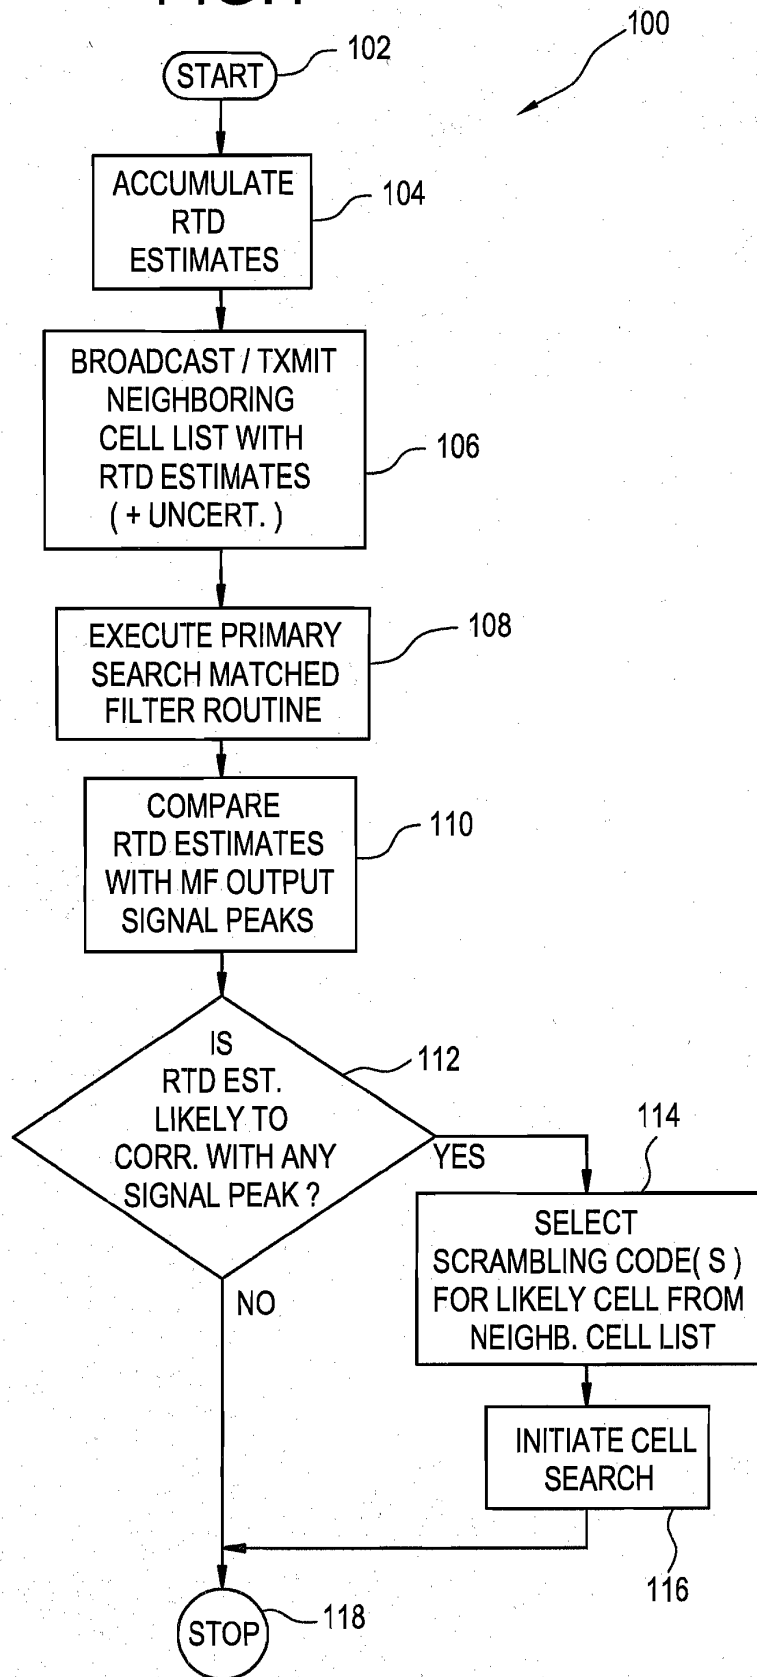 100
START
102
ACCUMULATE
RTD
ESTIMATES
104
BROADCAST / TXMIT
NEIGHBORING
CELL LIST WITH
RTD ESTIMATES
( + UNCERT. )
106
EXECUTE PRIMARY
SEARCH MATCHED
FILTER ROUTINE
108
COMPARE
RTD ESTIMATES
WITH MF OUTPUT
SIGNAL PEAKS
110
IS
RTD EST.
LIKELY TO
CORR. WITH ANY
SIGNAL PEAK ?
112
YES
NO
114
SELECT
SCRAMBLING CODE( S )
FOR LIKELY CELL FROM
NEIGHB. CELL LIST
INITIATE CELL
SEARCH
116
STOP
118